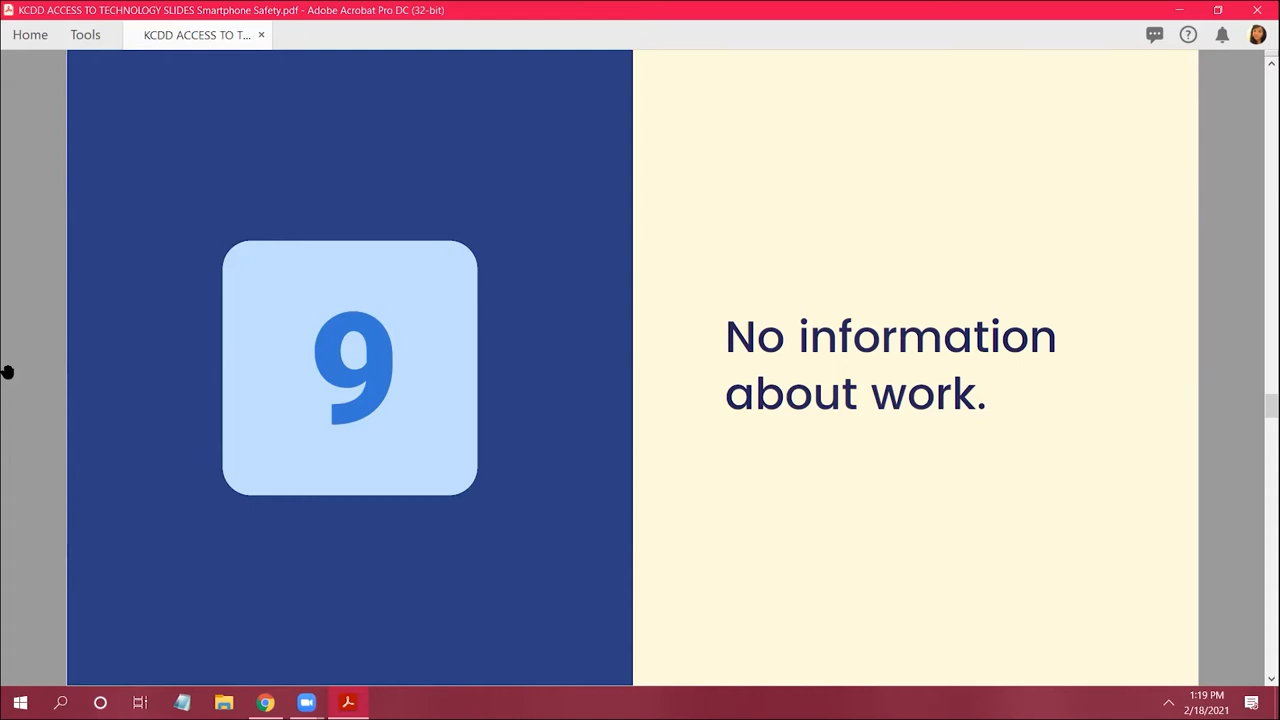 KCDD ACCESS TO TECHNOLOGY SLIDES Smartphone Safety.pdf - Adobe Acrobat Pro DC (32-bit)
Home Tools KCDD ACCESS TO T...
9
No information
about work.
1:19 PM
2/18/2021